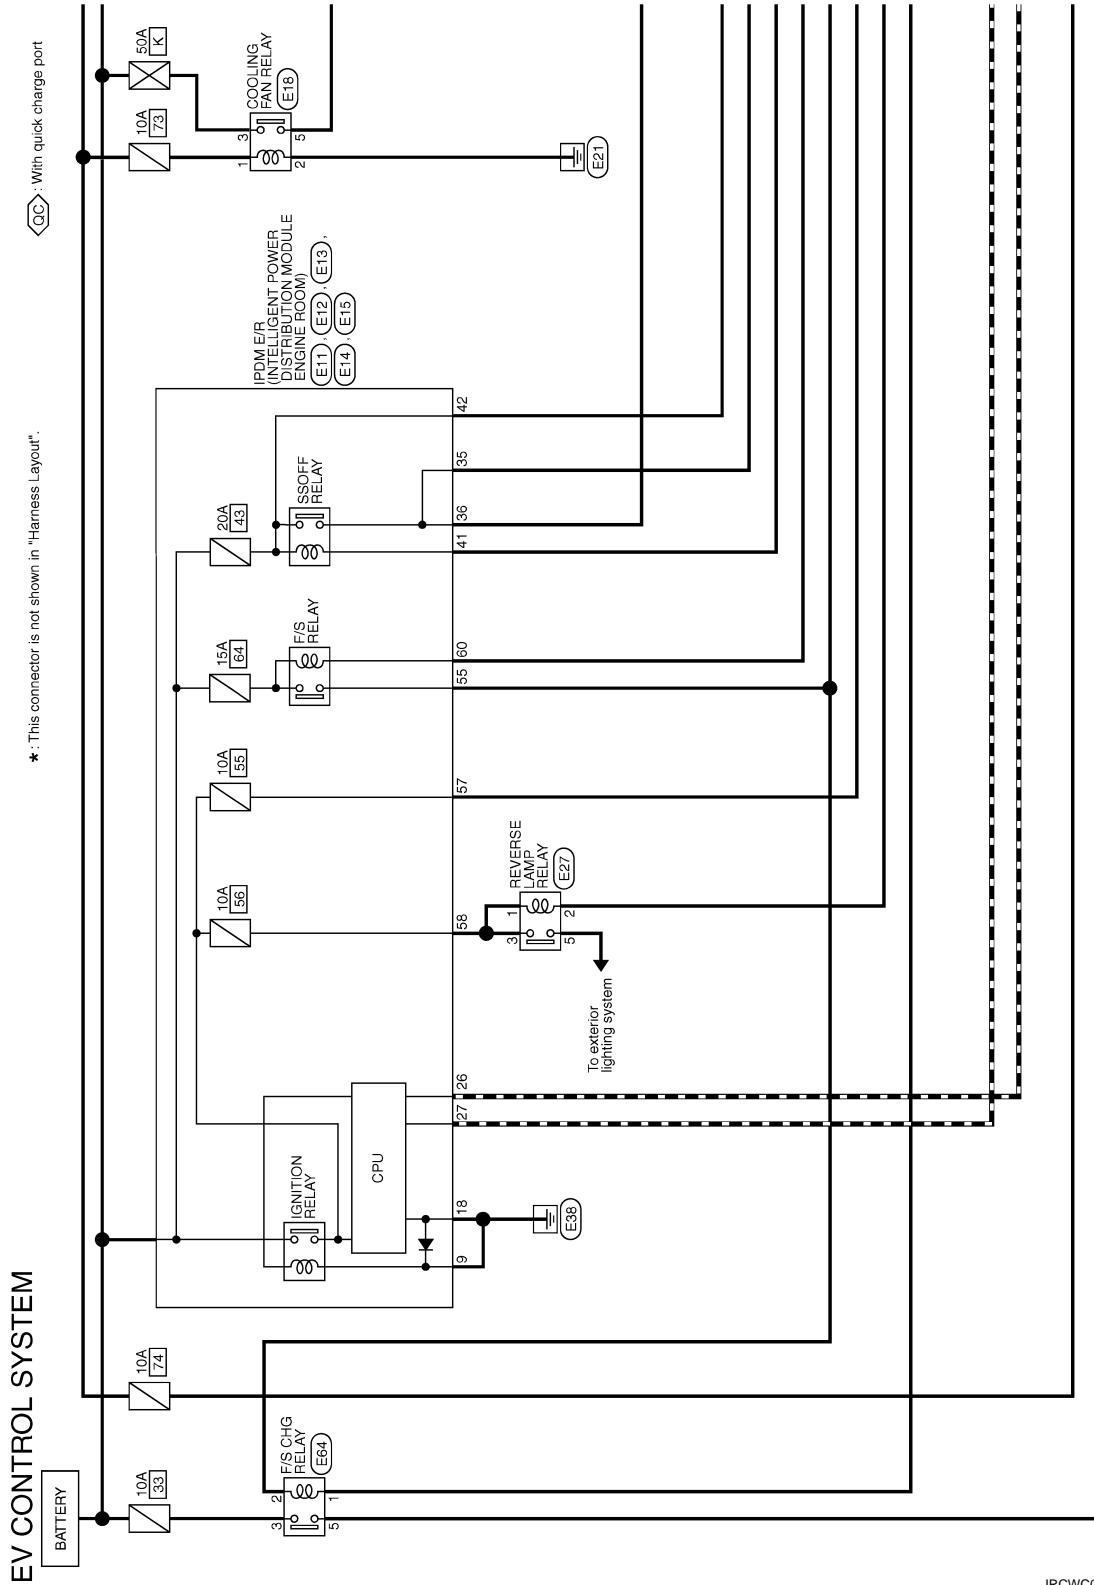 EV CONTROL SYSTEM
BATTERY
10A
33
3
2
5
1
F/S CHG
RELAY
E64
10A
74
IGNITION
RELAY
CPU
9
18
E38
27
26
10A
56
58
3
1
5
2
REVERSE
LAMP
RELAY
E27
To exterior
lighting system
10A
55
57
15A
64
F/S
RELAY
55
60
20A
43
SSOFF
RELAY
41
36
35
42
IPDM E/R
(INTELLIGENT POWER
DISTRIBUTION MODULE
ENGINE ROOM)
E11 , E12 , E13 ,
E14 , E15
10A
73
50A
K
1
3
2
5
COOLING
FAN RELAY
E18
E21
★ : This connector is not shown in "Harness Layout".
QC : With quick charge port